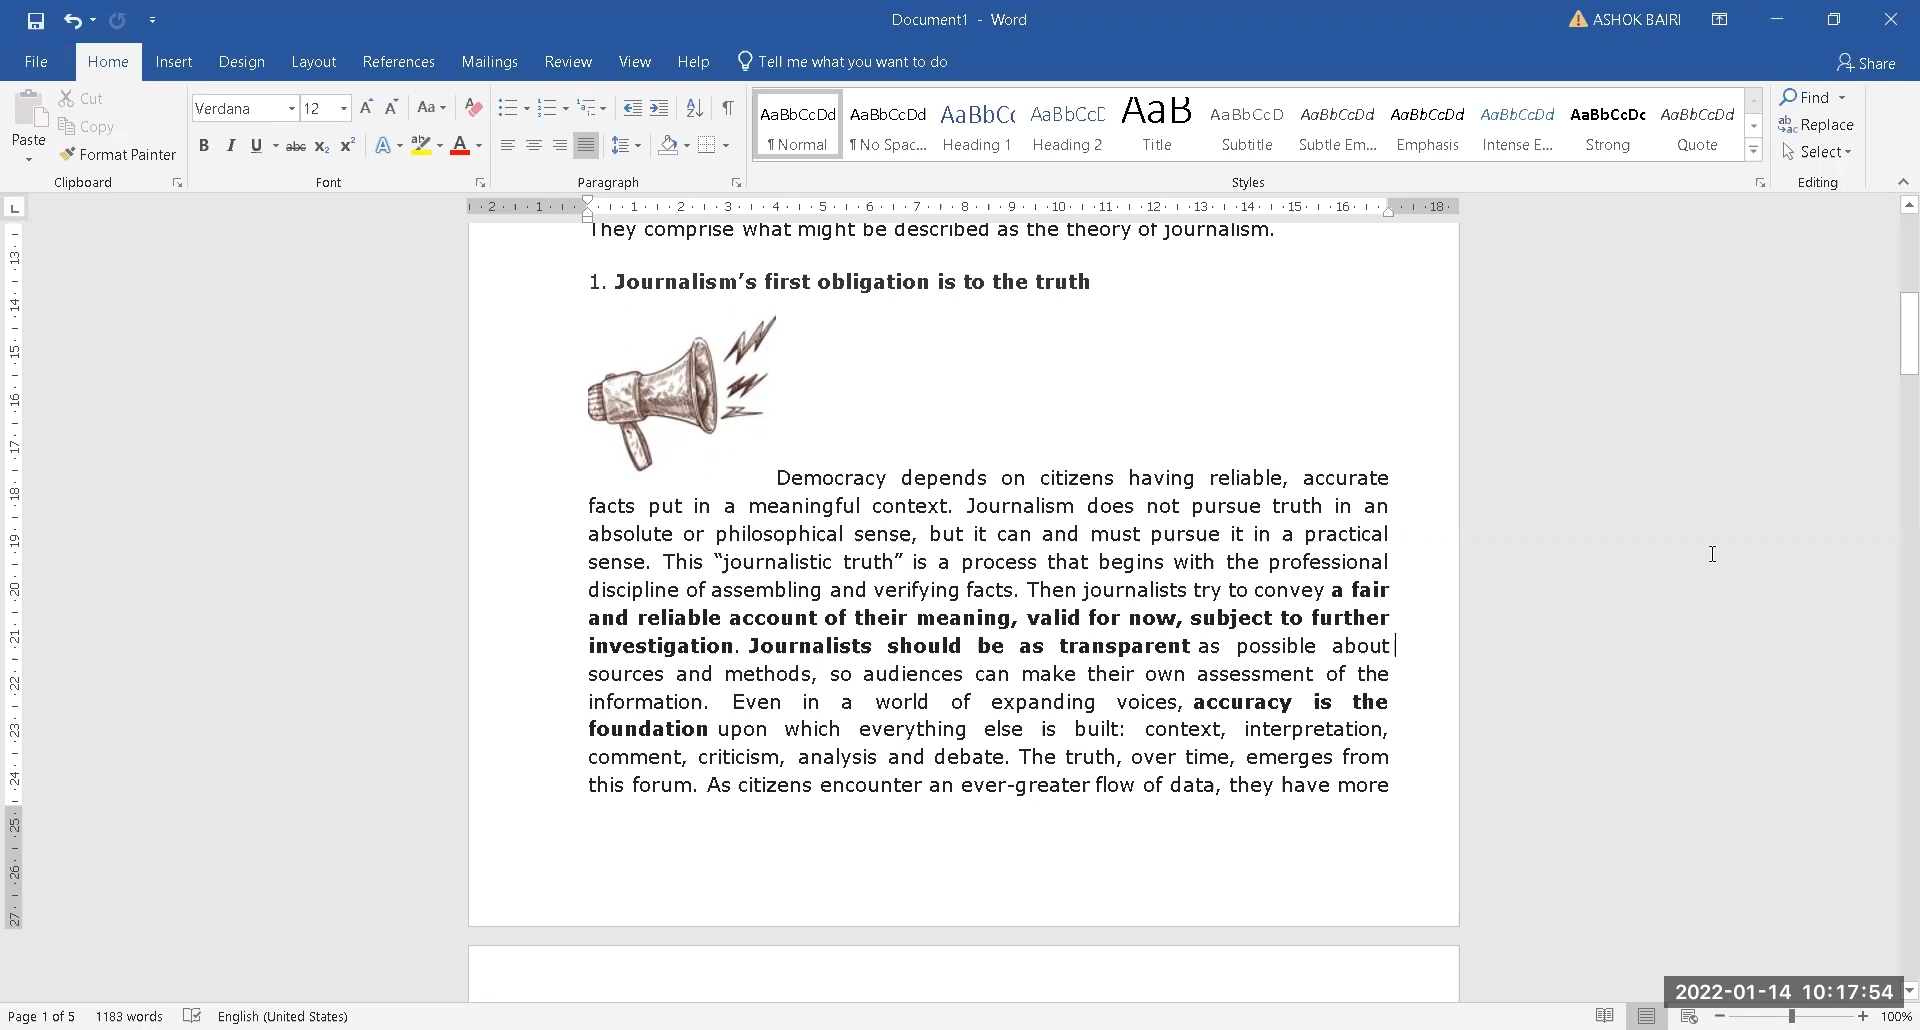 Document1 - Word
ASHOK BAIRI
File Home Insert Design Layout References Mailings Review View Help Tell me what you want to do
Share
Paste
Cut
Copy
Format Painter
Clipboard
Verdana 12
Font
Paragraph
AaBbCcDd AaBbCcDd AaBbCc AaBbCcC AaB AaBbCcD AaBbCcDd AaBbCcDd AaBbCcDd AaBbCcDc AaBbCcDd
¶ Normal ¶ No Spac... Heading 1 Heading 2 Title Subtitle Subtle Em... Emphasis Intense E... Strong Quote
Styles
Find
Replace
Select
Editing
They comprise what might be described as the theory of journalism.
1. Journalism’s first obligation is to the truth
Democracy depends on citizens having reliable, accurate
facts put in a meaningful context. Journalism does not pursue truth in an
absolute or philosophical sense, but it can and must pursue it in a practical
sense. This “journalistic truth” is a process that begins with the professional
discipline of assembling and verifying facts. Then journalists try to convey a fair
and reliable account of their meaning, valid for now, subject to further
investigation. Journalists should be as transparent as possible about
sources and methods, so audiences can make their own assessment of the
information. Even in a world of expanding voices, accuracy is the
foundation upon which everything else is built: context, interpretation,
comment, criticism, analysis and debate. The truth, over time, emerges from
this forum. As citizens encounter an ever-greater flow of data, they have more
2022-01-14 10:17:54
Page 1 of 5 1183 words English (United States)
100%